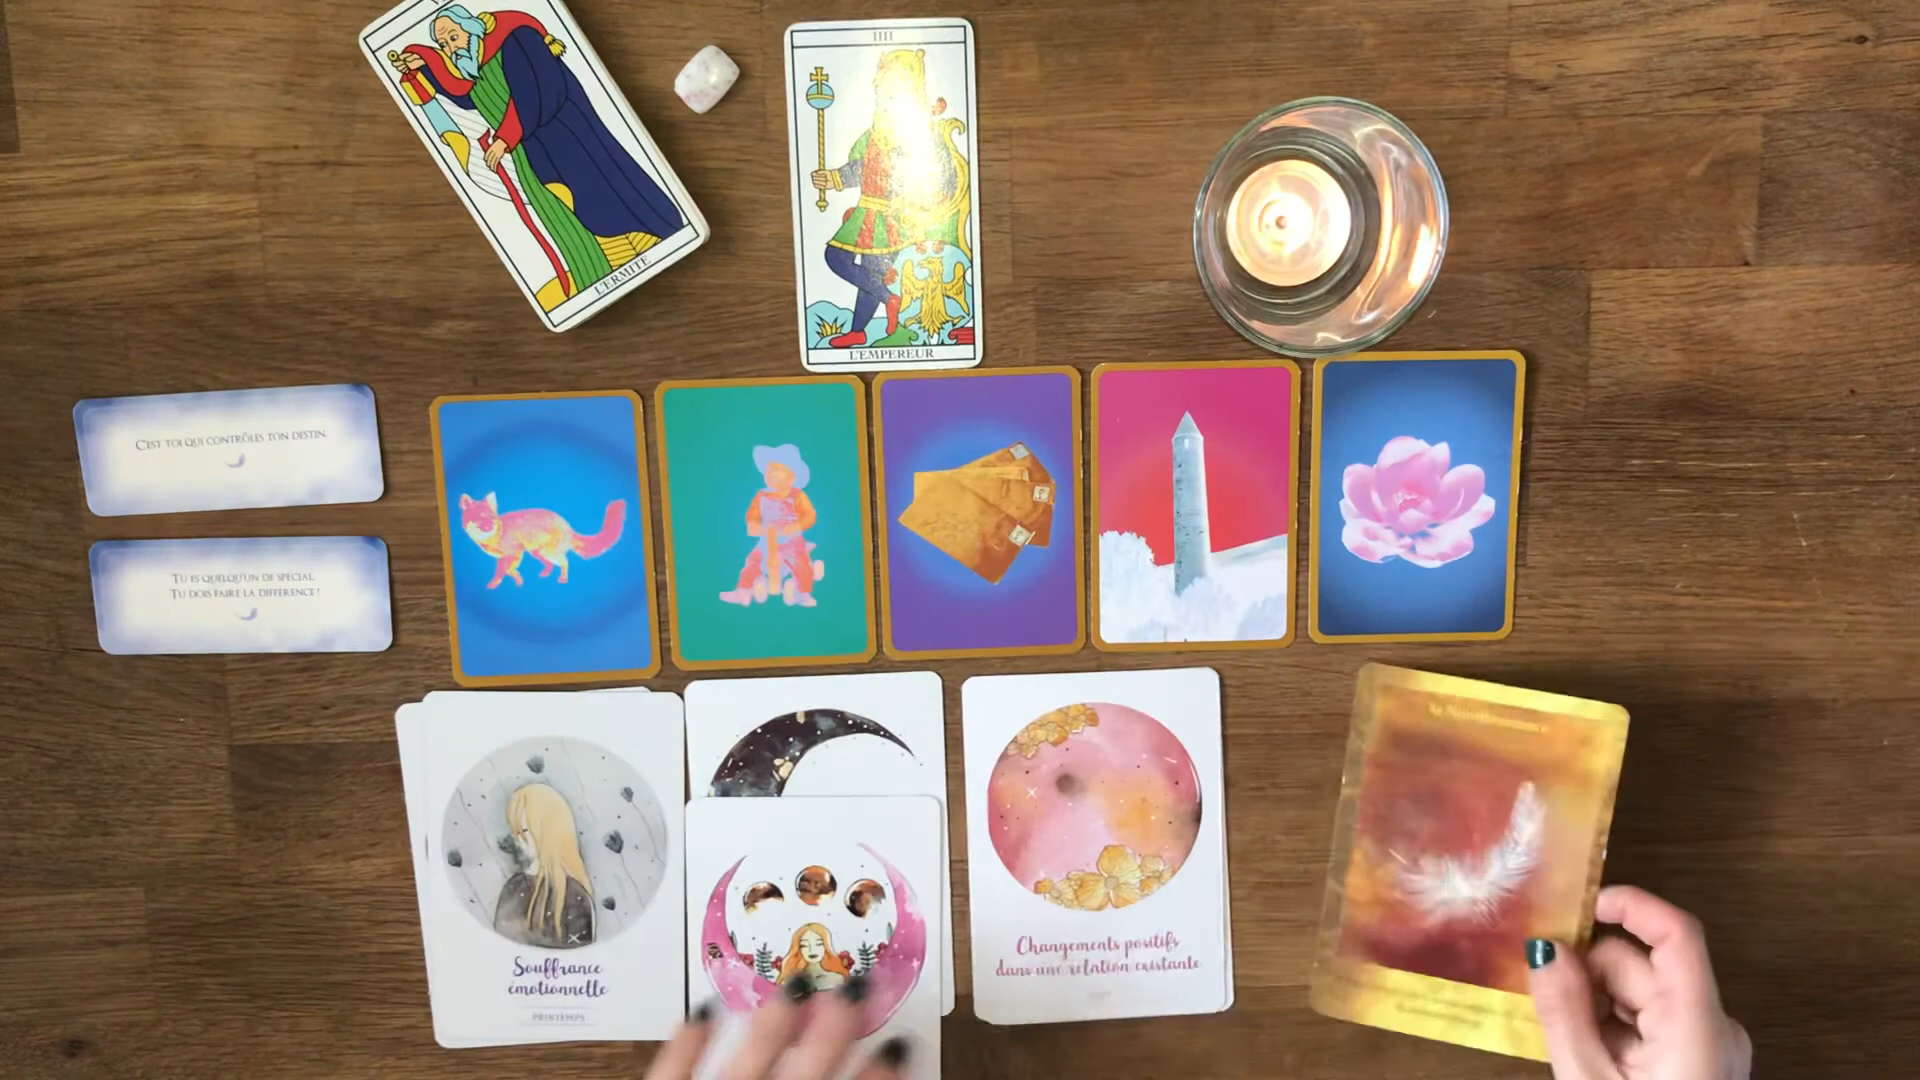 L'ERMITE
IIII
L'EMPEREUR
C'EST TOI QUI CONTRÔLES TON DESTIN.
TU ES QUELQU'UN DE SPÉCIAL.
TU DOIS FAIRE LA DIFFÉRENCE !
Souffrance
émotionnelle
PRINTEMPS
Changements positifs
dans une relation existante